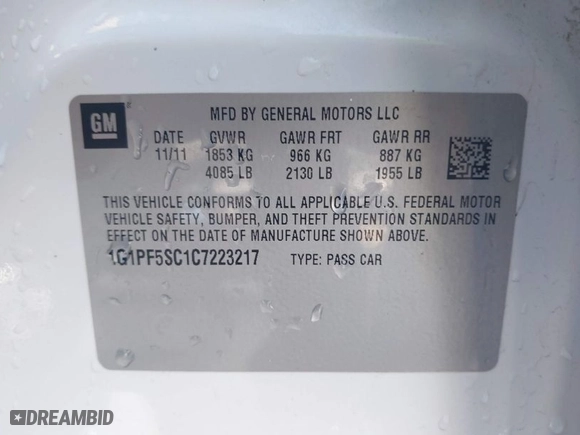 MFD BY GENERAL MOTORS LLC
GM
DATE GVWR GAWR FRT GAWR RR
11/11 1853 KG 966 KG 887 KG
4085 LB 2130 LB 1955 LB
THIS VEHICLE CONFORMS TO ALL APPLICABLE U.S. FEDERAL MOTOR
VEHICLE SAFETY, BUMPER, AND THEFT PREVENTION STANDARDS
IN EFFECT ON THE DATE OF MANUFACTURE SHOWN ABOVE.
1G1PF5SC1C7223217 TYPE: PASS CAR
DREAMBID